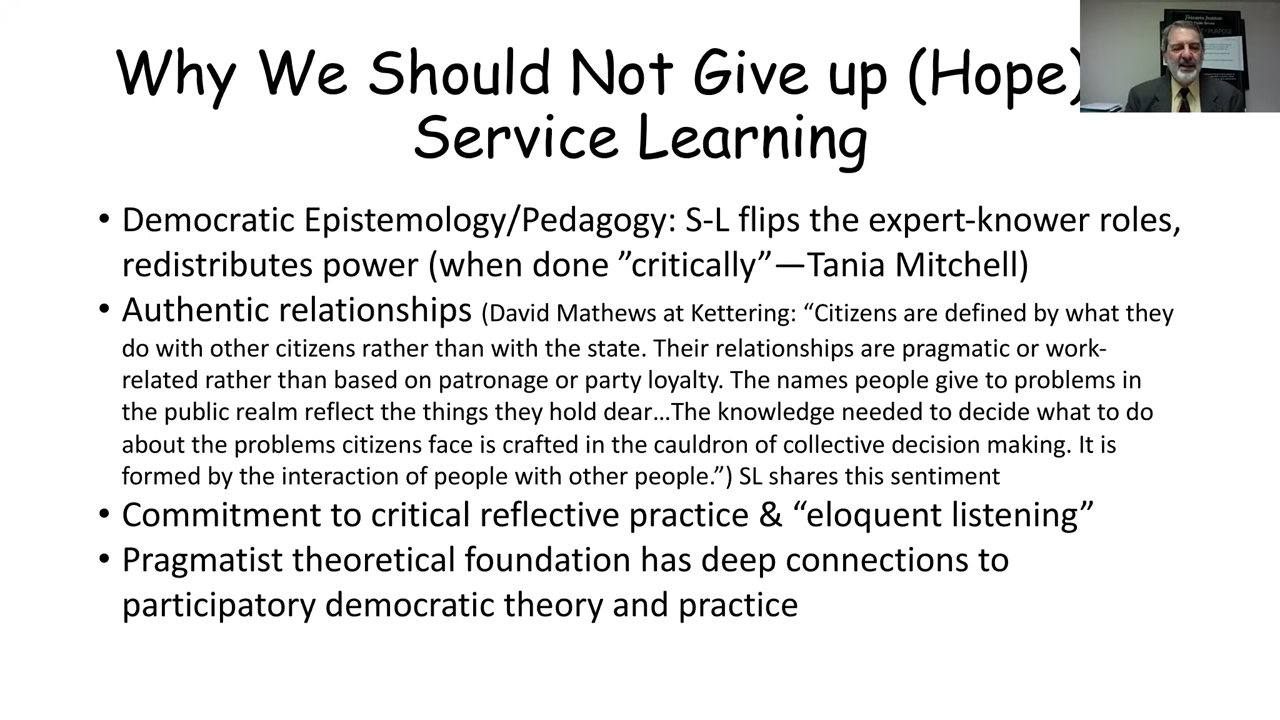 Why We Should Not Give up (Hope)
Service Learning
• Democratic Epistemology/Pedagogy: S-L flips the expert-knower roles,
redistributes power (when done ”critically”—Tania Mitchell)
• Authentic relationships (David Mathews at Kettering: “Citizens are defined by what they
do with other citizens rather than with the state. Their relationships are pragmatic or work-
related rather than based on patronage or party loyalty. The names people give to problems in
the public realm reflect the things they hold dear…The knowledge needed to decide what to do
about the problems citizens face is crafted in the cauldron of collective decision making. It is
formed by the interaction of people with other people.”) SL shares this sentiment
• Commitment to critical reflective practice & “eloquent listening”
• Pragmatist theoretical foundation has deep connections to
participatory democratic theory and practice